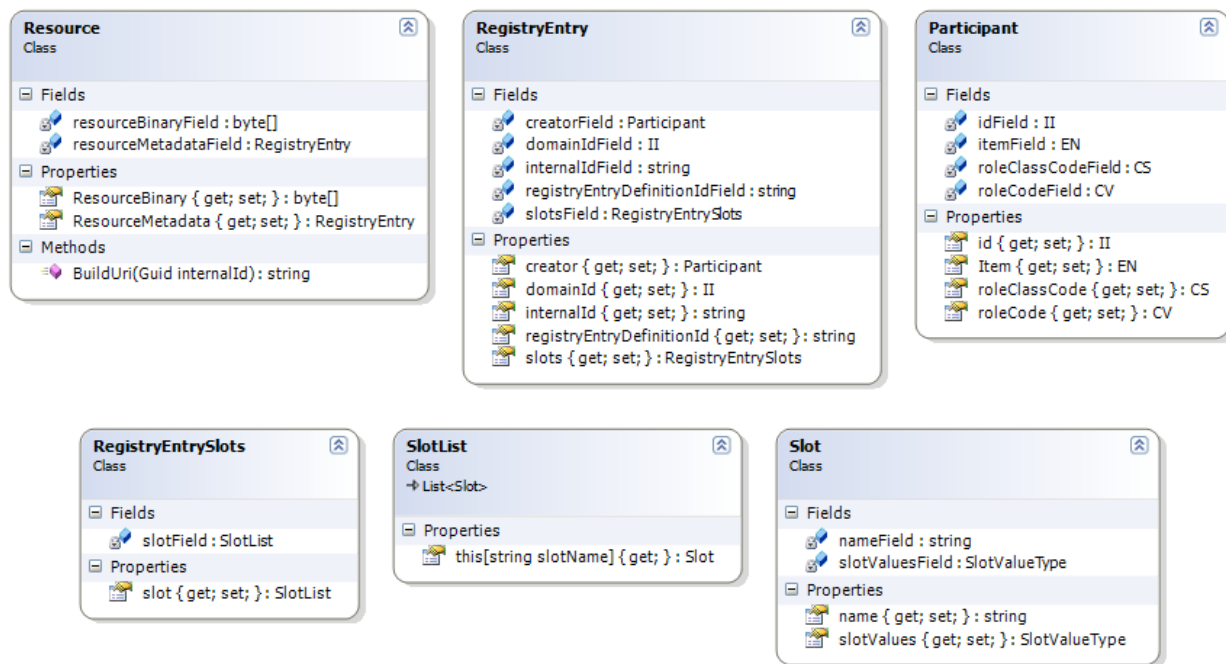 Resource
Class
Fields
resourceBinaryField : byte[]
resourceMetadataField : RegistryEntry
Properties
ResourceBinary { get; set; } : byte[]
ResourceMetadata { get; set; } : RegistryEntry
Methods
BuildUri(Guid internalId) : string
RegistryEntry
Class
Fields
creatorField : Participant
domainIdField : II
internalIdField : string
registryEntryDefinitionIdField : string
slotsField : RegistryEntrySlots
Properties
creator { get; set; } : Participant
domainId { get; set; } : II
internalId { get; set; } : string
registryEntryDefinitionId { get; set; } : string
slots { get; set; } : RegistryEntrySlots
Participant
Class
Fields
idField : II
itemField : EN
roleClassCodeField : CS
roleCodeField : CV
Properties
id { get; set; } : II
Item { get; set; } : EN
roleClassCode { get; set; } : CS
roleCode { get; set; } : CV
RegistryEntrySlots
Class
Fields
slotField : SlotList
Properties
slot { get; set; } : SlotList
SlotList
Class
List<Slot>
Properties
this[string slotName] { get; } : Slot
Slot
Class
Fields
nameField : string
slotValuesField : SlotValueType
Properties
name { get; set; } : string
slotValues { get; set; } : SlotValueType